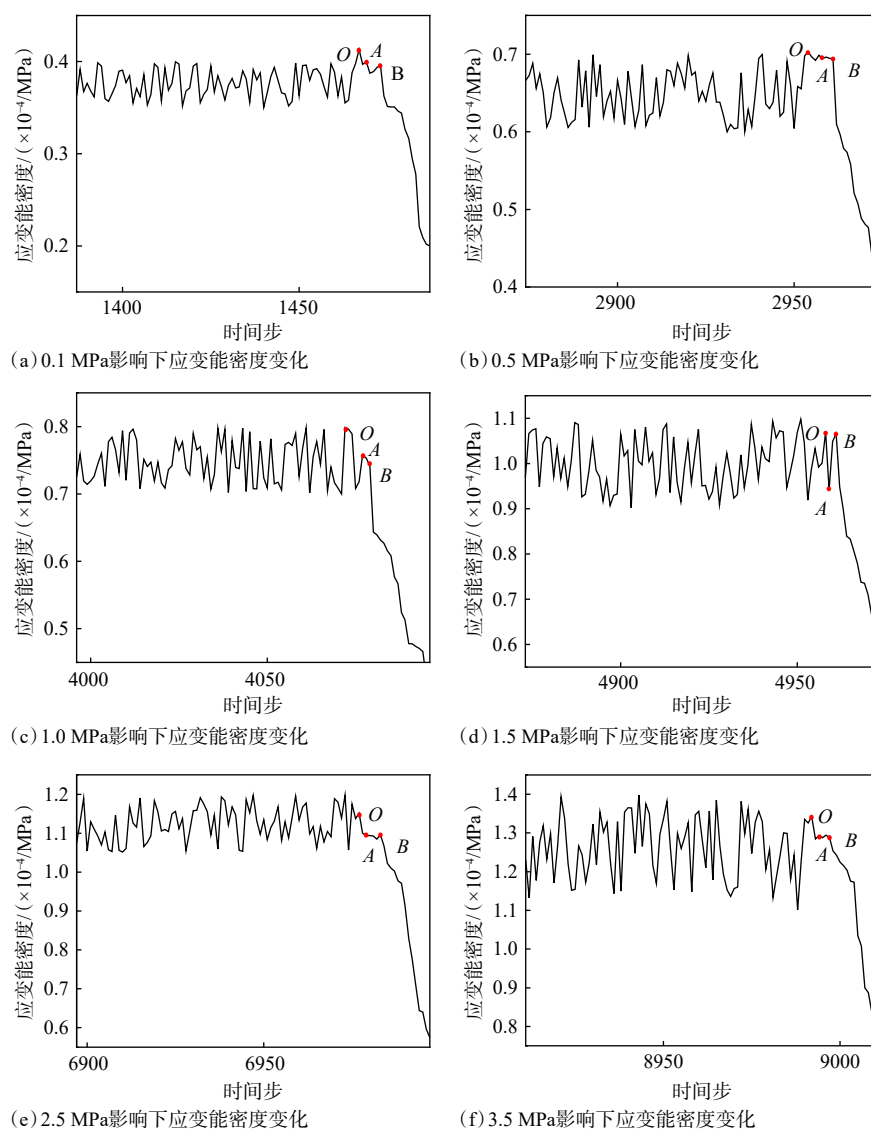 0.4
0.3
0.2
O
A
B
1400
1450
应变能密度/(×10⁻⁴/MPa)
时间步
(a)0.1 MPa影响下应变能密度变化
0.7
0.6
0.5
0.4
O
A
B
2900
2950
应变能密度/(×10⁻⁴/MPa)
时间步
(b)0.5 MPa影响下应变能密度变化
0.8
0.7
0.6
0.5
O
A
B
4000
4050
应变能密度/(×10⁻⁴/MPa)
时间步
(c)1.0 MPa影响下应变能密度变化
1.1
1.0
0.9
0.8
0.7
0.6
O
A
B
4900
4950
应变能密度/(×10⁻⁴/MPa)
时间步
(d)1.5 MPa影响下应变能密度变化
1.2
1.1
1.0
0.9
0.8
0.7
0.6
O
A
B
6900
6950
应变能密度/(×10⁻⁴/MPa)
时间步
(e)2.5 MPa影响下应变能密度变化
1.4
1.3
1.2
1.1
1.0
0.9
0.8
O
A
B
8950
9000
应变能密度/(×10⁻⁴/MPa)
时间步
(f)3.5 MPa影响下应变能密度变化